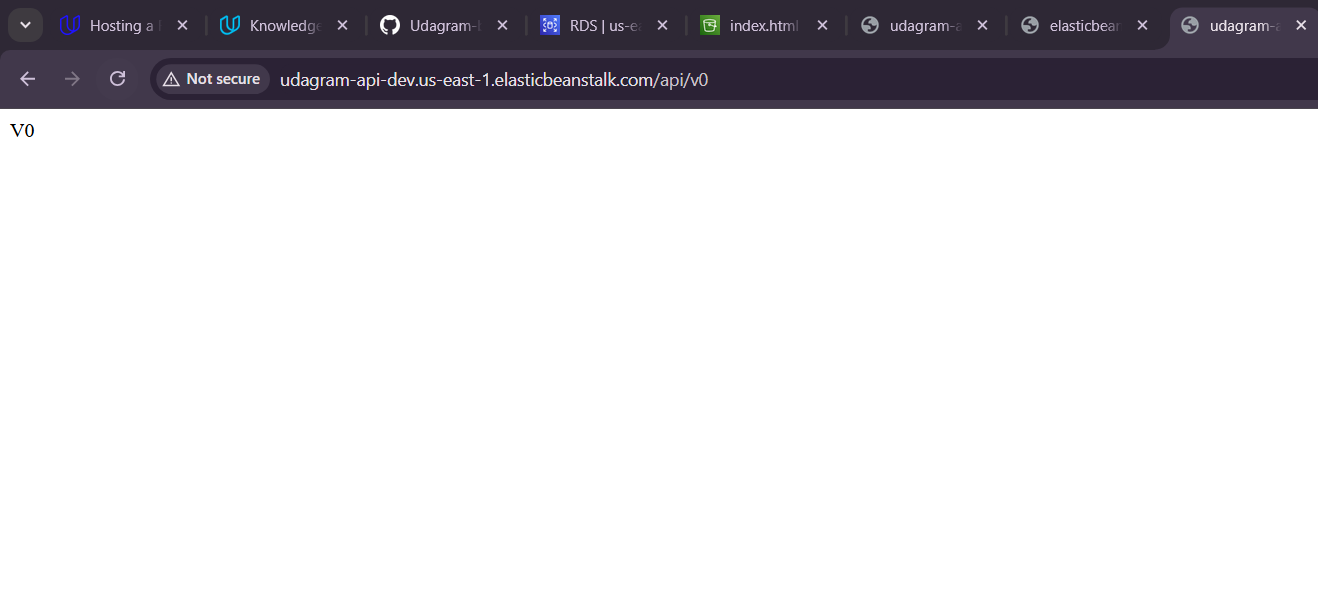 Hosting a
Knowledge
Udagram-
RDS | us-ea
index.html
udagram-a
elasticbean
udagram-
Not secure
udagram-api-dev.us-east-1.elasticbeanstalk.com/api/v0
V0